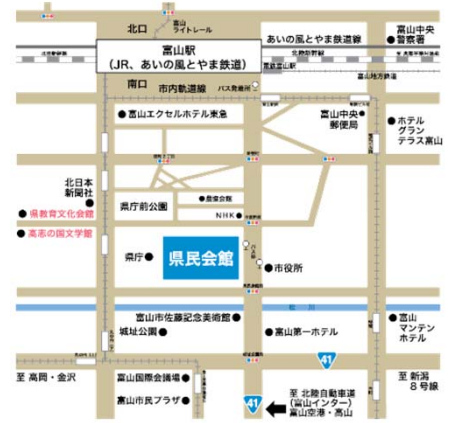 北口
富山
ライトレール
あいの風とやま鉄道線
富山中央
警察署
北陸新幹線
富山駅
(JR、あいの風とやま鉄道)
富山地方鉄道
南口
市内軌道線
バス発着所
富山エクセルホテル東急
富山中央
郵便局
ホテル
グラン
テラス富山
北日本
新聞社
県教育文化会館
高志の国文学館
県庁前公園
農協会館
NHK
県庁
県民会館
市役所
松川
富山市佐藤記念美術館
城址公園
富山第一ホテル
富山
マンテン
ホテル
41
至 高岡・金沢
富山国際会議場
富山市民プラザ
41
至 北陸自動車道
(富山インター)
富山空港・高山
至 新潟
8号線